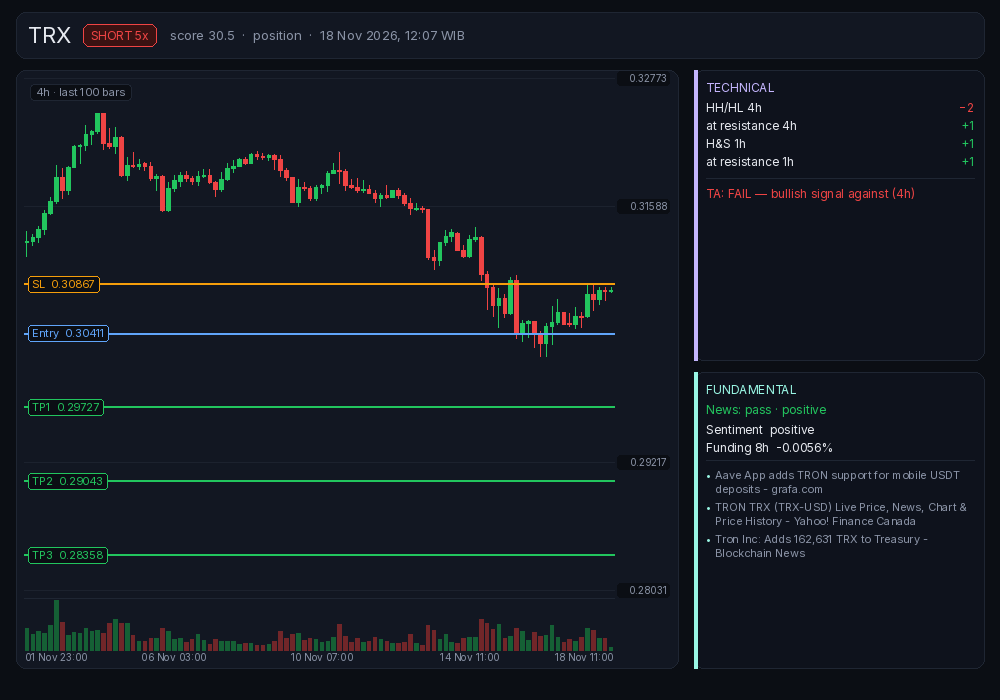 TRX SHORT 5x score 30.5 · position · 18 Nov 2026, 12:07 WIB
4h · last 100 bars
0.32773
0.31588
SL 0.30867
Entry 0.30411
TP1 0.29727
0.29217
TP2 0.29043
TP3 0.28358
0.28031
01 Nov 23:00 06 Nov 03:00 10 Nov 07:00 14 Nov 11:00 18 Nov 11:00
TECHNICAL
HH/HL 4h −2
at resistance 4h +1
H&S 1h +1
at resistance 1h +1
TA: FAIL — bullish signal against (4h)
FUNDAMENTAL
News: pass · positive
Sentiment positive
Funding 8h -0.0056%
• Aave App adds TRON support for mobile USDT
deposits - grafa.com
• TRON TRX (TRX-USD) Live Price, News, Chart &
Price History - Yahoo! Finance Canada
• Tron Inc: Adds 162,631 TRX to Treasury -
Blockchain News